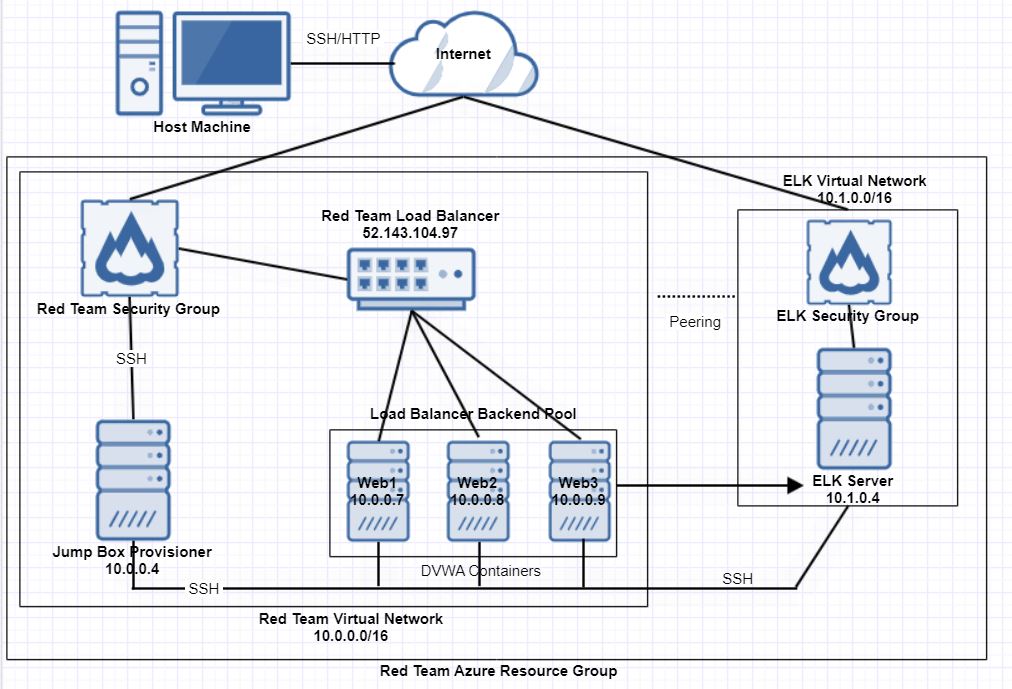 SSH/HTTP
Internet
Host Machine
ELK Virtual Network
10.1.0.0/16
Red Team Load Balancer
52.143.104.97
Red Team Security Group
Peering
ELK Security Group
SSH
Load Balancer Backend Pool
Web1
10.0.0.7
Web2
10.0.0.8
Web3
10.0.0.9
ELK Server
10.1.0.4
Jump Box Provisioner
10.0.0.4
DVWA Containers
SSH
SSH
Red Team Virtual Network
10.0.0.0/16
Red Team Azure Resource Group